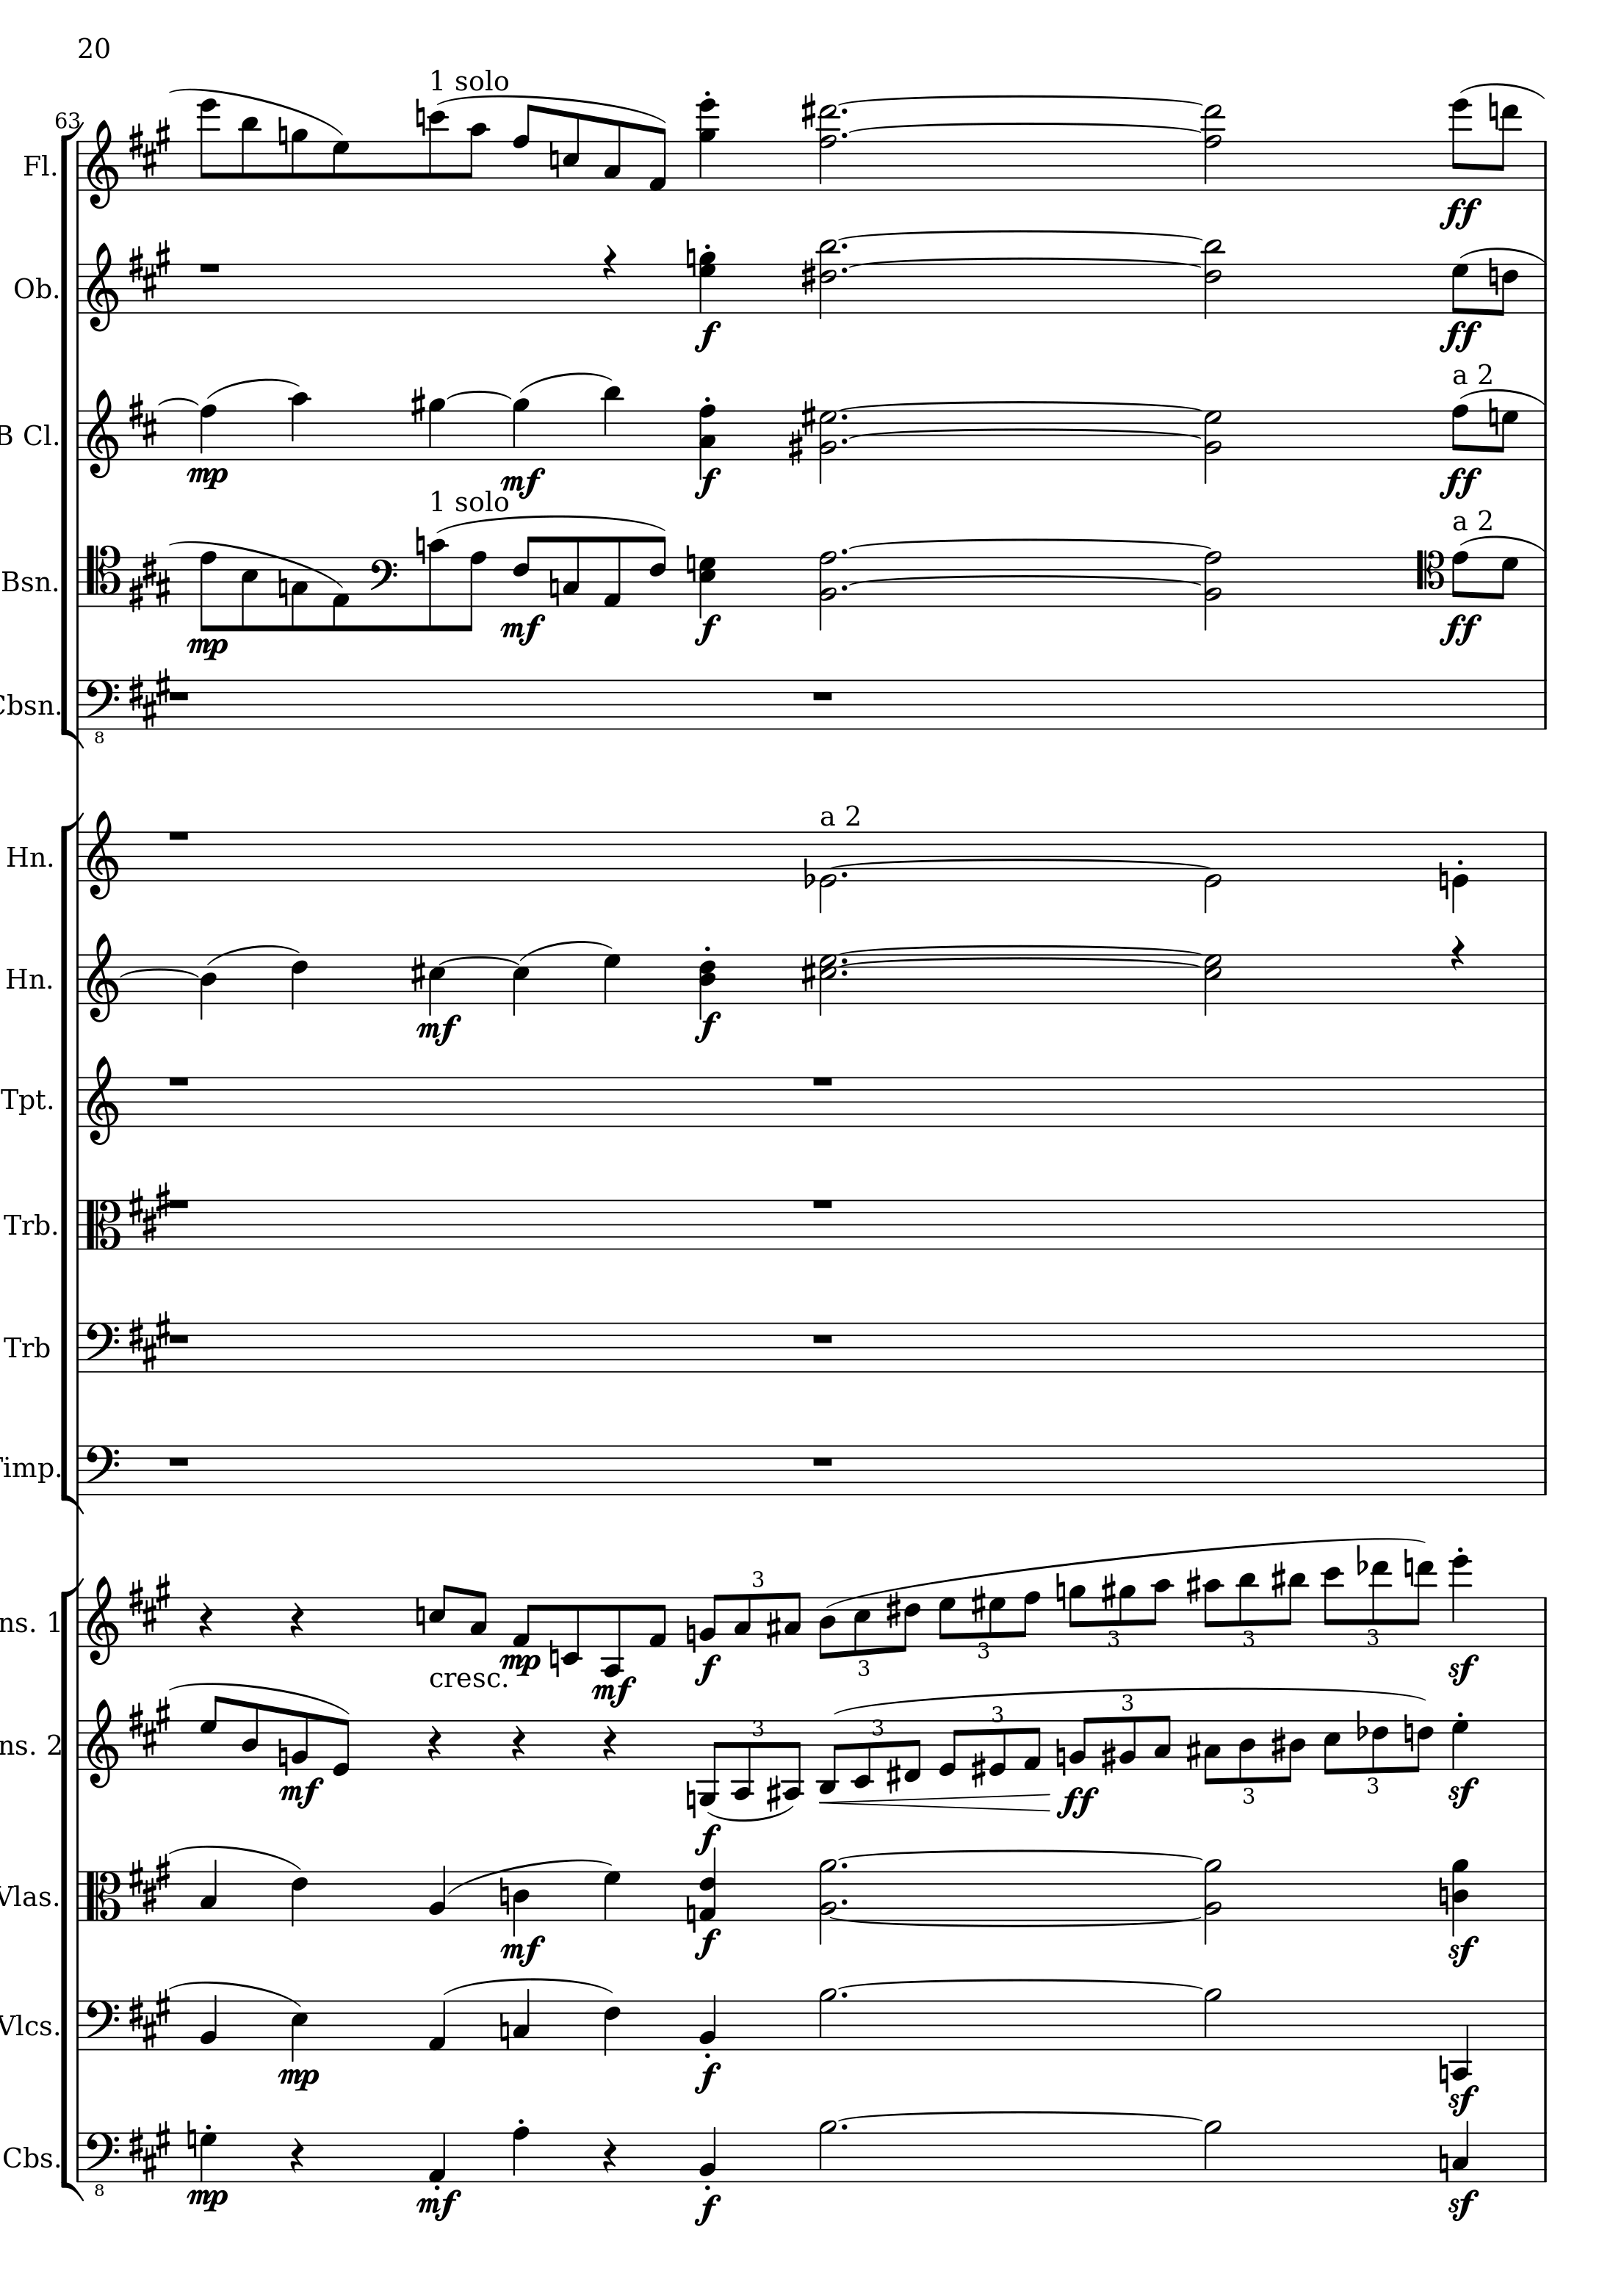 20
1 solo
63
Fl.
ff
Ob.
f
ff
a 2
B Cl.
mp
mf
f
ff
1 solo
a 2
Bsn.
mp
mf
f
ff
Cbsn.
8
a 2
Hn.
Hn.
mf
f
Tpt.
Trb.
Trb
Timp.
3
ns. 1
mp
f
3
3
3
3
3
sf
cresc.
mf
3
3
3
3
ns. 2
mf
ff
3
3
sf
f
Vlas.
mf
f
sf
Vlcs.
mp
f
sf
Cbs.
8
mp
mf
f
sf